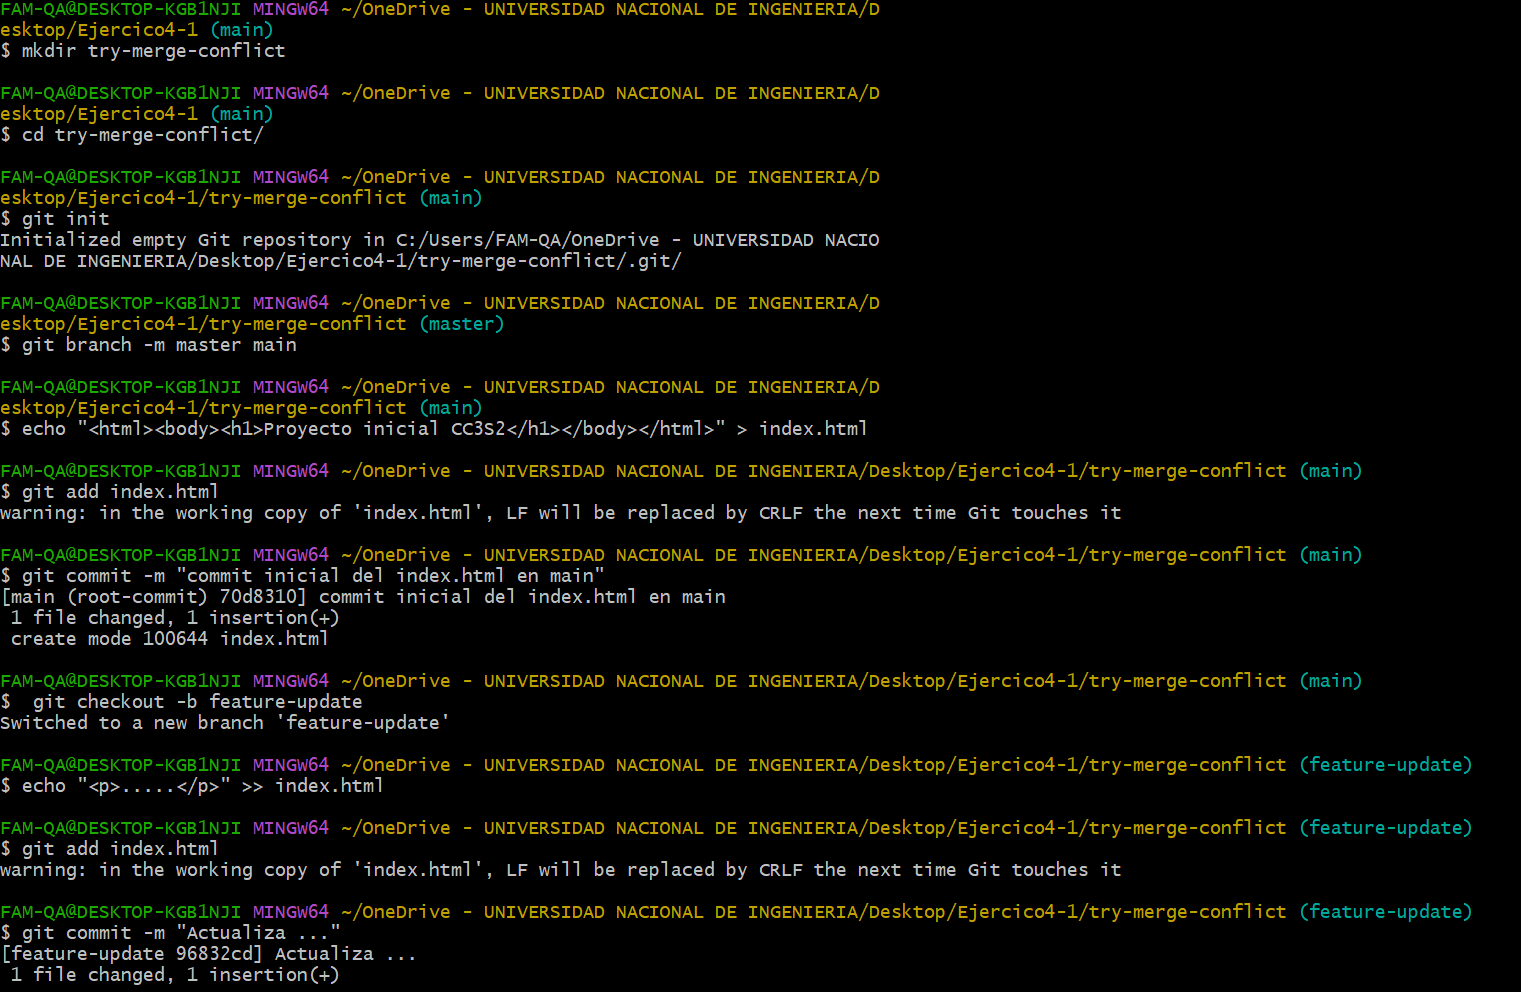 FAM-QA@DESKTOP-KGB1NJI MINGW64 ~/OneDrive - UNIVERSIDAD NACIONAL DE INGENIERIA/D
esktop/Ejercico4-1 (main)
$ mkdir try-merge-conflict
FAM-QA@DESKTOP-KGB1NJI MINGW64 ~/OneDrive - UNIVERSIDAD NACIONAL DE INGENIERIA/D
esktop/Ejercico4-1 (main)
$ cd try-merge-conflict/
FAM-QA@DESKTOP-KGB1NJI MINGW64 ~/OneDrive - UNIVERSIDAD NACIONAL DE INGENIERIA/D
esktop/Ejercico4-1/try-merge-conflict (main)
$ git init
Initialized empty Git repository in C:/Users/FAM-QA/OneDrive - UNIVERSIDAD NACIO
NAL DE INGENIERIA/Desktop/Ejercico4-1/try-merge-conflict/.git/
FAM-QA@DESKTOP-KGB1NJI MINGW64 ~/OneDrive - UNIVERSIDAD NACIONAL DE INGENIERIA/D
esktop/Ejercico4-1/try-merge-conflict (master)
$ git branch -m master main
FAM-QA@DESKTOP-KGB1NJI MINGW64 ~/OneDrive - UNIVERSIDAD NACIONAL DE INGENIERIA/D
esktop/Ejercico4-1/try-merge-conflict (main)
$ echo "<html><body><h1>Proyecto inicial CC3S2</h1></body></html>" > index.html
FAM-QA@DESKTOP-KGB1NJI MINGW64 ~/OneDrive - UNIVERSIDAD NACIONAL DE INGENIERIA/Desktop/Ejercico4-1/try-merge-conflict (main)
$ git add index.html
warning: in the working copy of 'index.html', LF will be replaced by CRLF the next time Git touches it
FAM-QA@DESKTOP-KGB1NJI MINGW64 ~/OneDrive - UNIVERSIDAD NACIONAL DE INGENIERIA/Desktop/Ejercico4-1/try-merge-conflict (main)
$ git commit -m "commit inicial del index.html en main"
[main (root-commit) 70d8310] commit inicial del index.html en main
 1 file changed, 1 insertion(+)
 create mode 100644 index.html
FAM-QA@DESKTOP-KGB1NJI MINGW64 ~/OneDrive - UNIVERSIDAD NACIONAL DE INGENIERIA/Desktop/Ejercico4-1/try-merge-conflict (main)
$  git checkout -b feature-update
Switched to a new branch 'feature-update'
FAM-QA@DESKTOP-KGB1NJI MINGW64 ~/OneDrive - UNIVERSIDAD NACIONAL DE INGENIERIA/Desktop/Ejercico4-1/try-merge-conflict (feature-update)
$ echo "<p>.....</p>" >> index.html
FAM-QA@DESKTOP-KGB1NJI MINGW64 ~/OneDrive - UNIVERSIDAD NACIONAL DE INGENIERIA/Desktop/Ejercico4-1/try-merge-conflict (feature-update)
$ git add index.html
warning: in the working copy of 'index.html', LF will be replaced by CRLF the next time Git touches it
FAM-QA@DESKTOP-KGB1NJI MINGW64 ~/OneDrive - UNIVERSIDAD NACIONAL DE INGENIERIA/Desktop/Ejercico4-1/try-merge-conflict (feature-update)
$ git commit -m "Actualiza ..."
[feature-update 96832cd] Actualiza ...
 1 file changed, 1 insertion(+)